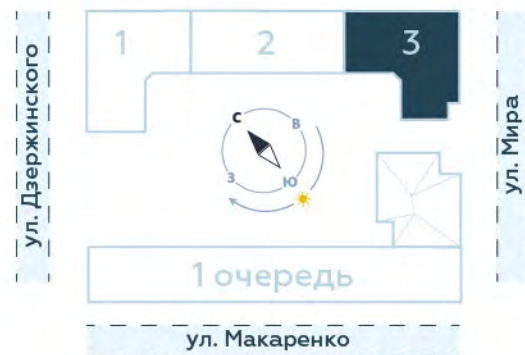 1
2
3
ул. Дзержинского
ул. Мира
С
В
З
Ю
1 очередь
ул. Макаренко